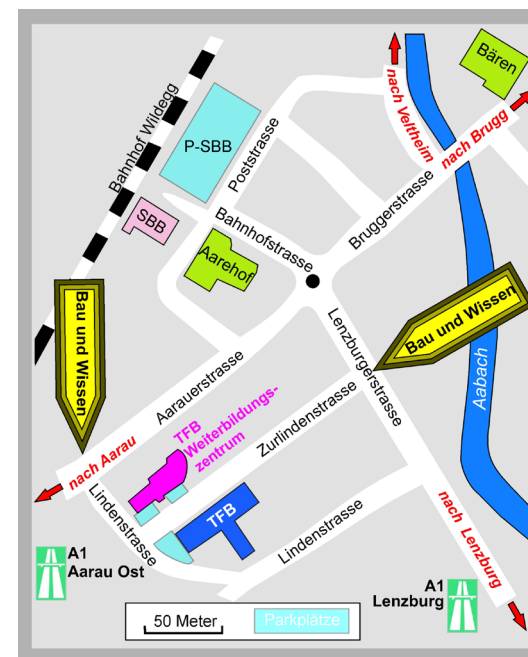 Bären
nach Veltheim
nach Brugg
Bahnhof Wildegg
P-SBB
Poststrasse
SBB
Bahnhofstrasse
Bruggerstrasse
Aarehof
Bau und Wissen
Bau und Wissen
Lenzburgerstrasse
Aabach
Aarauerstrasse
TFB
Weiterbildungs-
zentrum
Zurlindenstrasse
nach Aarau
Lindenstrasse
TFB
Lindenstrasse
nach Lenzburg
A1
Aarau Ost
A1
Lenzburg
50 Meter
Parkplätze